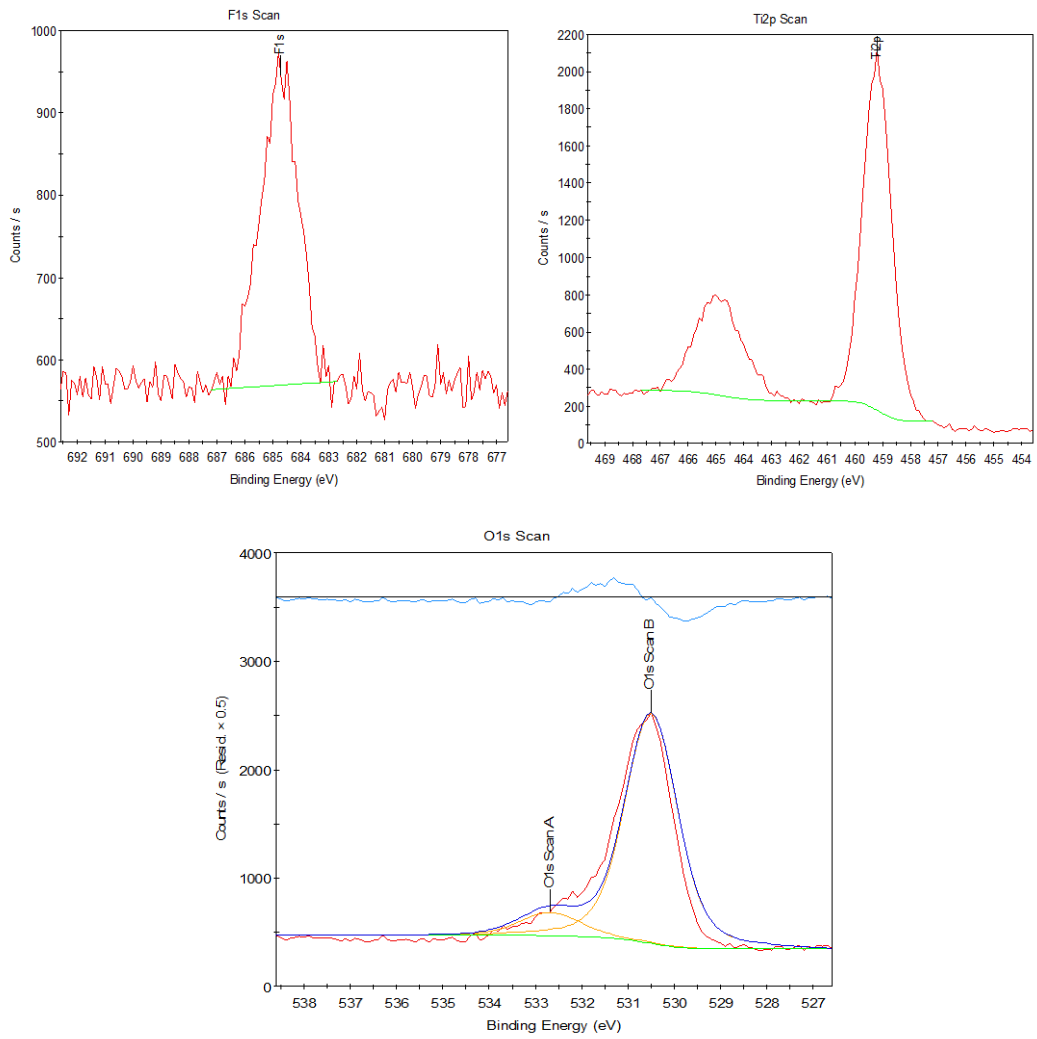 F1s Scan
F1s
1000
900
800
700
600
500
Counts / s
692 691 690 689 688 687 686 685 684 683 682 681 680 679 678 677
Binding Energy (eV)
Ti2p Scan
Ti2p
2200
2000
1800
1600
1400
1200
1000
800
600
400
200
0
Counts / s
469 468 467 466 465 464 463 462 461 460 459 458 457 456 455 454
Binding Energy (eV)
O1s Scan
O1s Scan B
O1s Scan A
4000
3000
2000
1000
0
Counts / s (Resid. × 0.5)
538 537 536 535 534 533 532 531 530 529 528 527
Binding Energy (eV)